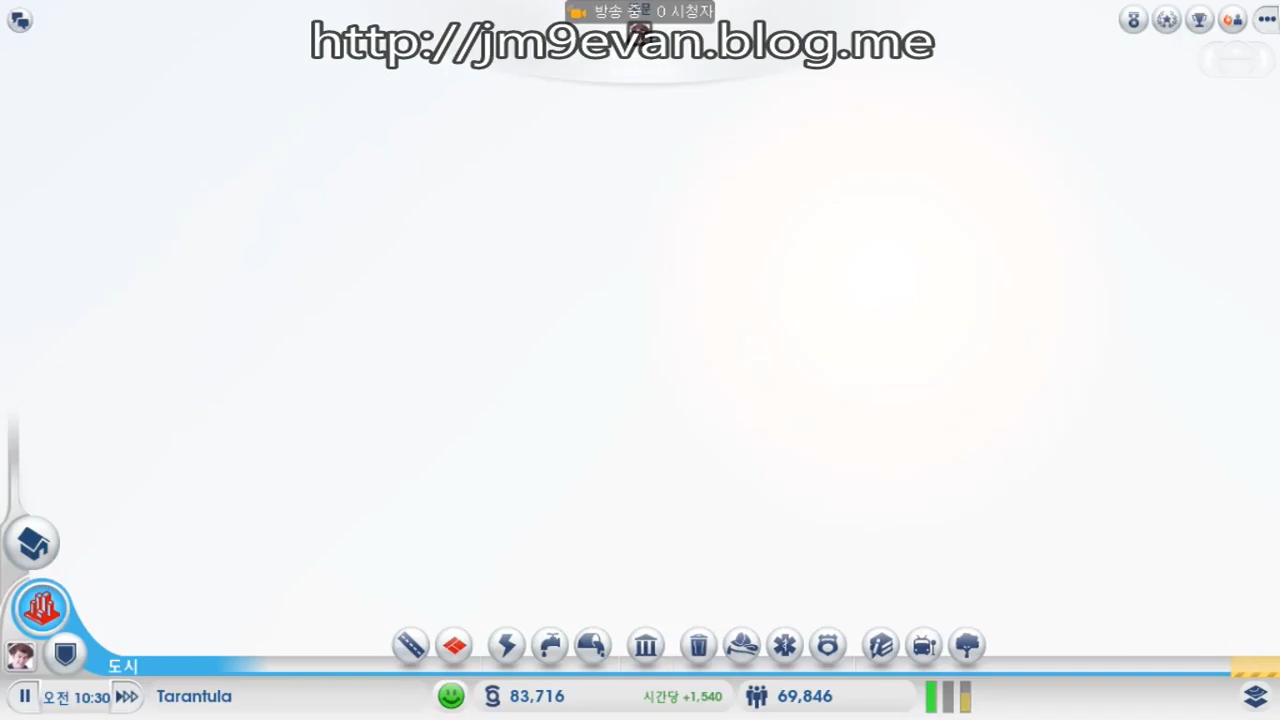 방송 중 0 시청자
http://jm9evan.blog.me
도시
오전 10:30
Tarantula
83,716
시간당 +1,540
69,846